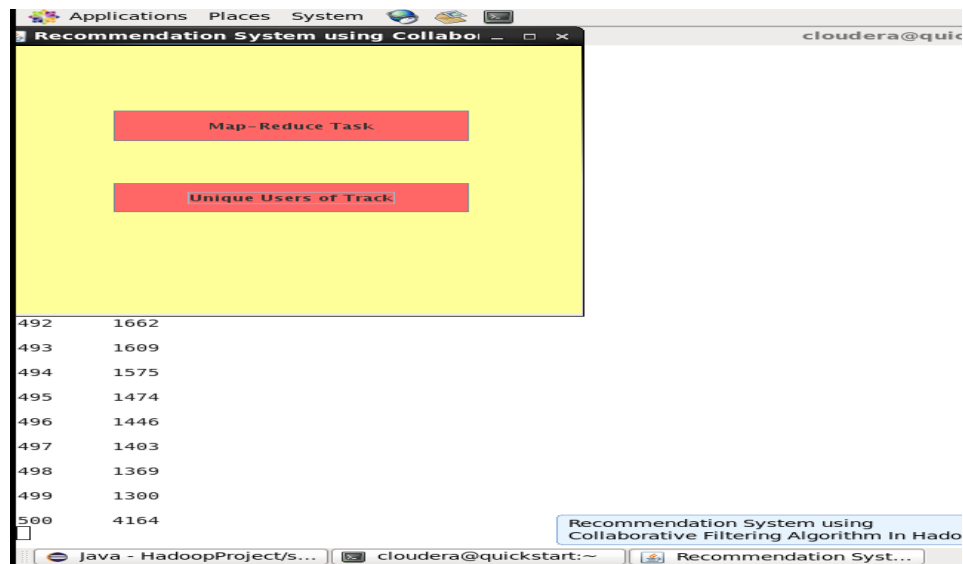 Applications Places System
Recommendation System using Collabor
cloudera@quic
Map-Reduce Task
Unique Users of Track
492 1662
493 1609
494 1575
495 1474
496 1446
497 1403
498 1369
499 1300
500 4164
Recommendation System using
Collaborative Filtering Algorithm In Hado
Java - HadoopProject/s...
cloudera@quickstart:~
Recommendation Syst...